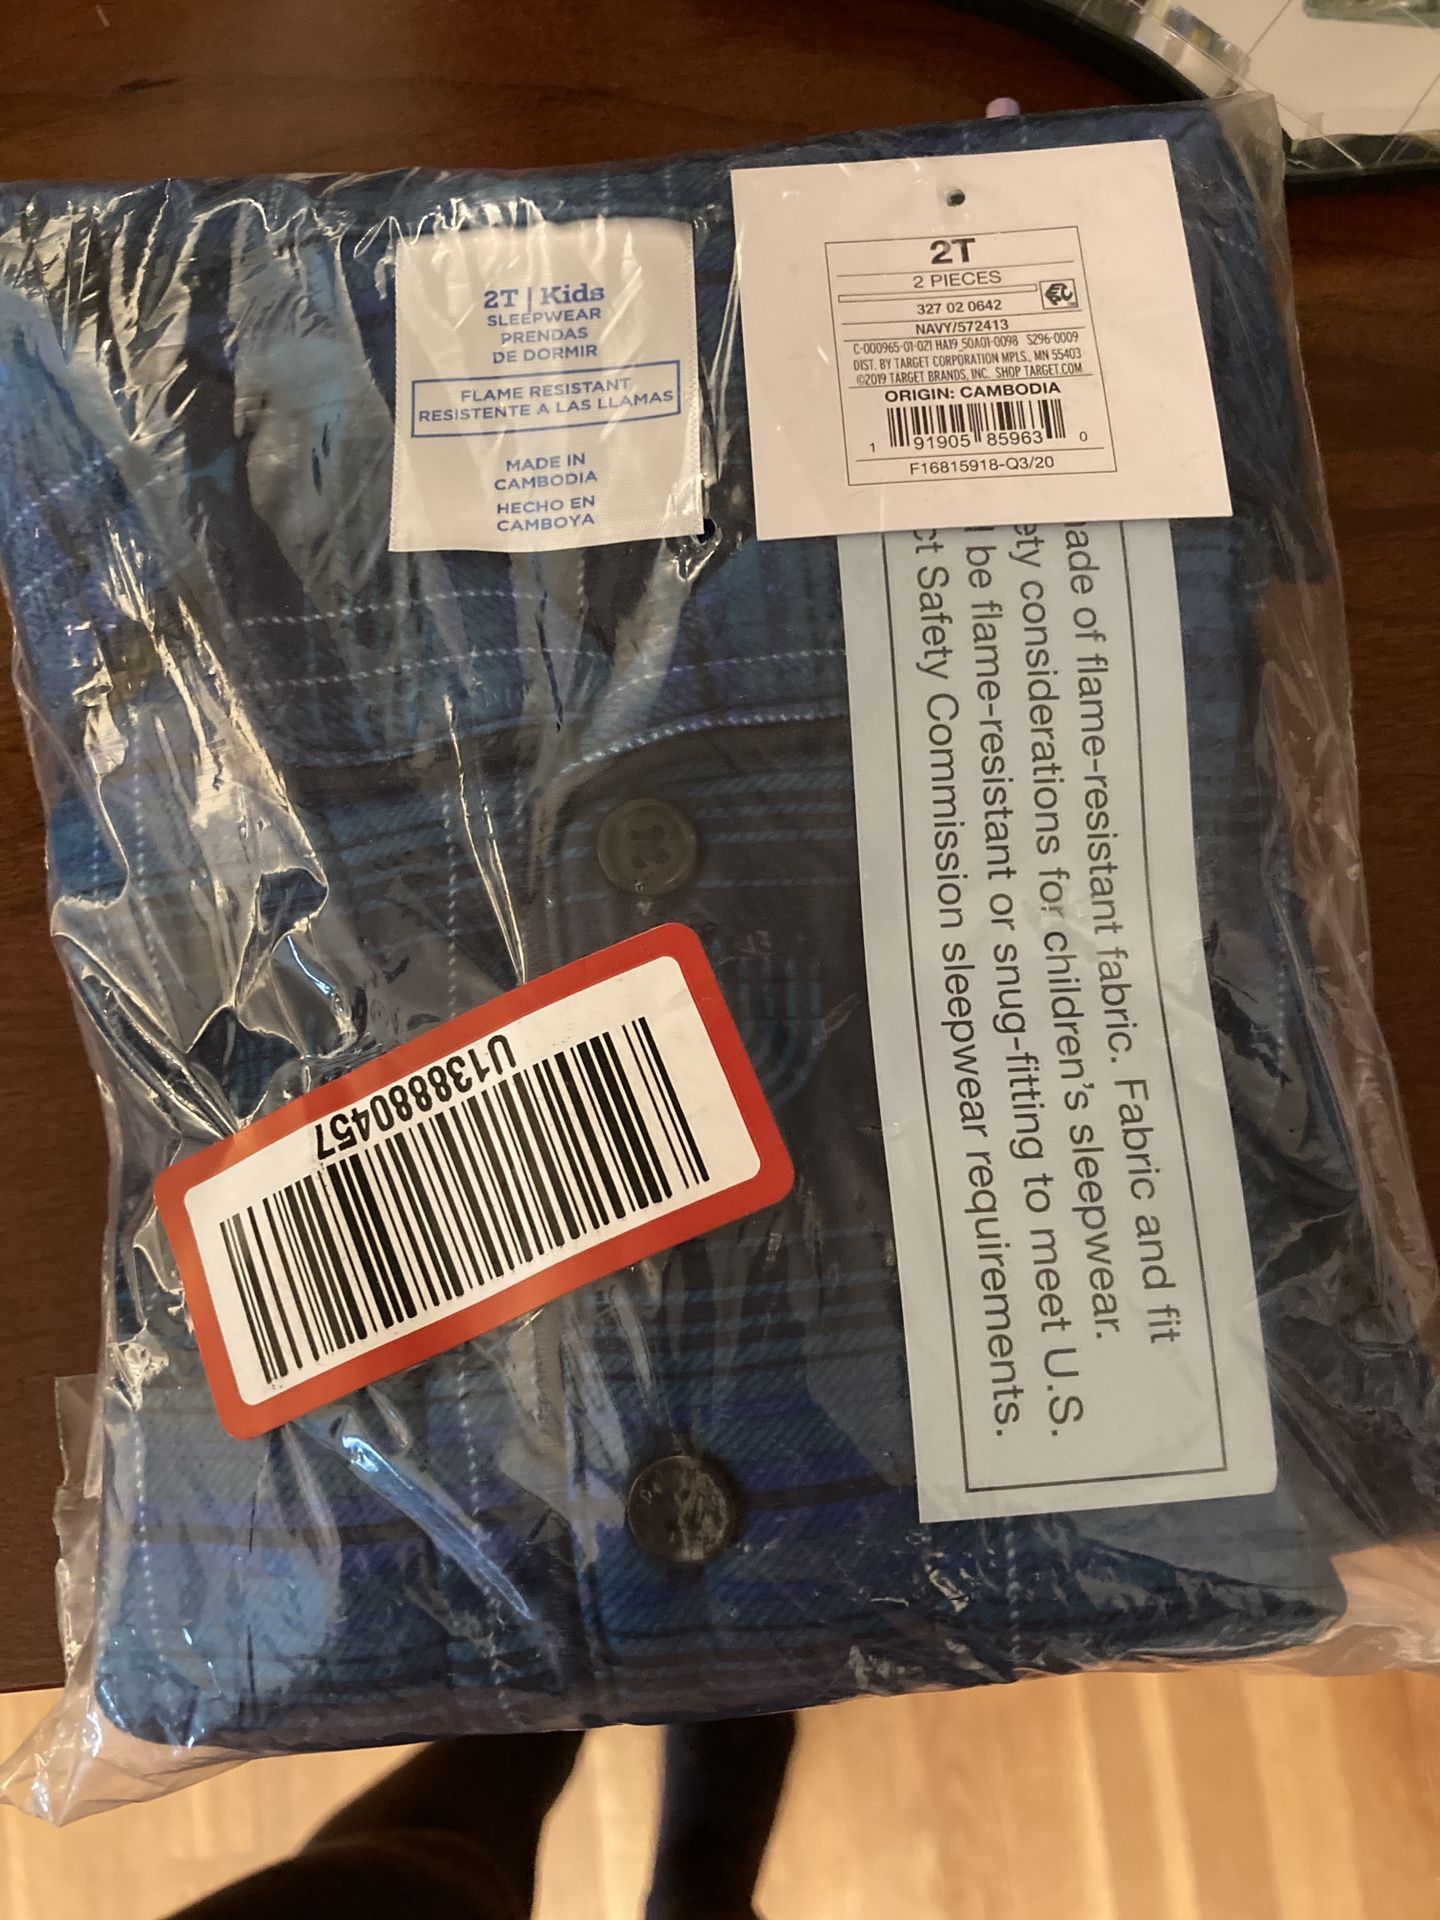 2T | Kids
SLEEPWEAR
PRENDAS
DE DORMIR
FLAME RESISTANT
RESISTENTE A LAS LLAMAS
MADE IN
CAMBODIA
HECHO EN
CAMBOYA
2T
2 PIECES
327 02 0642
NAVY/572413
C-000965-01-021 HA19_50A01-0098 S296-0009
DIST. BY TARGET CORPORATION MPLS., MN 55403
©2019 TARGET BRANDS, INC. SHOP TARGET.COM
ORIGIN: CAMBODIA
1 91905 85963 0
F16815918-Q3/20
ade of flame-resistant fabric. Fabric and fit
ety considerations for children's sleepwear.
be flame-resistant or snug-fitting to meet U.S.
ct Safety Commission sleepwear requirements.
U138880457